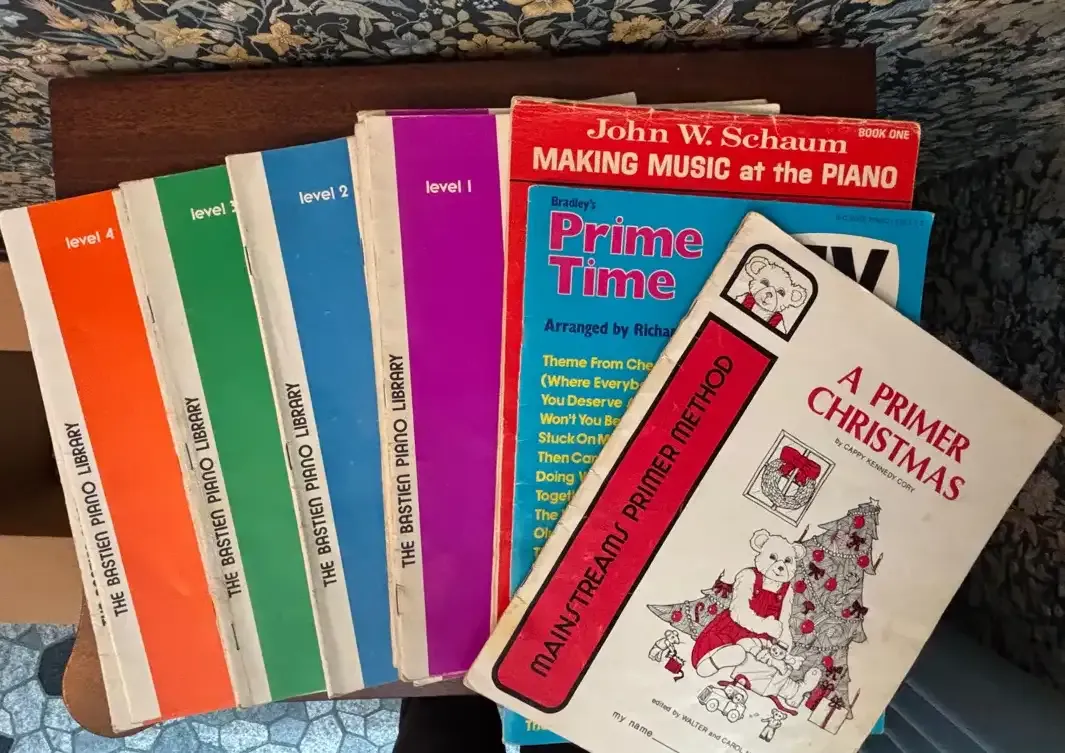 level 4
THE BASTIEN PIANO LIBRARY
level 3
THE BASTIEN PIANO LIBRARY
level 2
THE BASTIEN PIANO LIBRARY
level 1
THE BASTIEN PIANO LIBRARY
John W. Schaum
BOOK ONE
MAKING MUSIC at the PIANO
Bradley's
Prime
Time
Arranged by
Theme From
(Where
You Deserve
Won't You
Stuck On
Then
Doing
MAINSTREAMS PRIMER METHOD
A PRIMER
CHRISTMAS
by CAPPY KENNEDY CORY
edited by WALTER and CAROL
my name